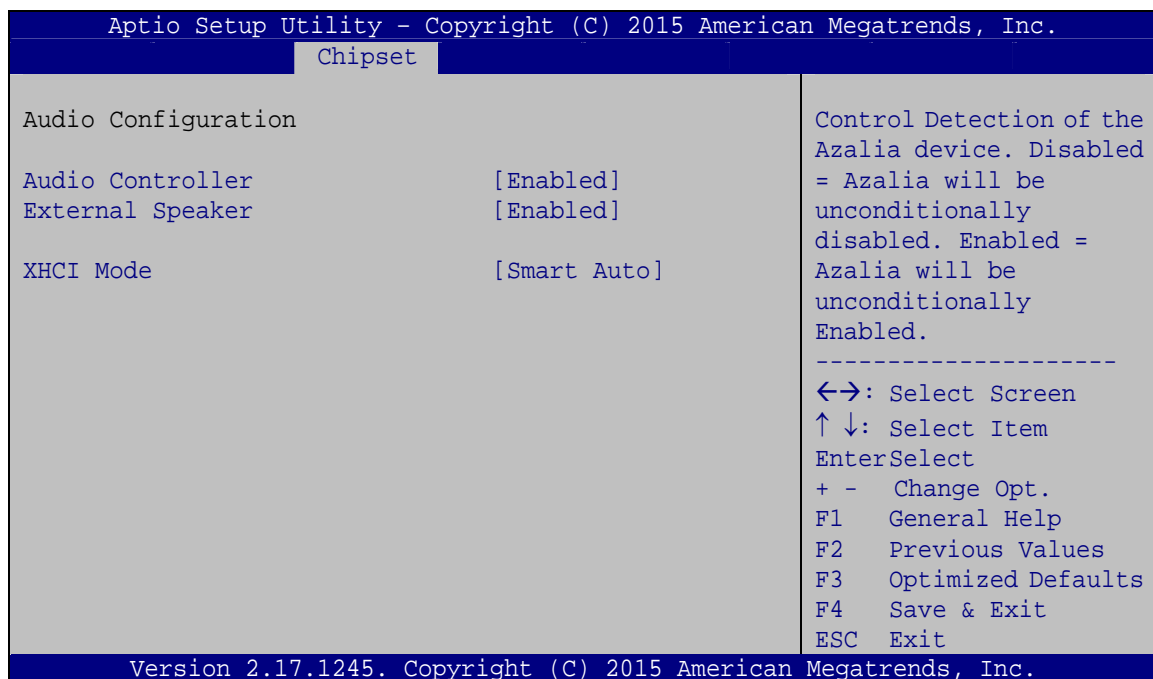 Aptio Setup Utility – Copyright (C) 2015 American Megatrends, Inc.
Chipset
Audio Configuration
Audio Controller [Enabled]
External Speaker [Enabled]
XHCI Mode [Smart Auto]
Control Detection of the
Azalia device. Disabled
= Azalia will be
unconditionally
disabled. Enabled =
Azalia will be
unconditionally
Enabled.
---------------------
←→: Select Screen
↑ ↓: Select Item
EnterSelect
+ - Change Opt.
F1 General Help
F2 Previous Values
F3 Optimized Defaults
F4 Save & Exit
ESC Exit
Version 2.17.1245. Copyright (C) 2015 American Megatrends, Inc.